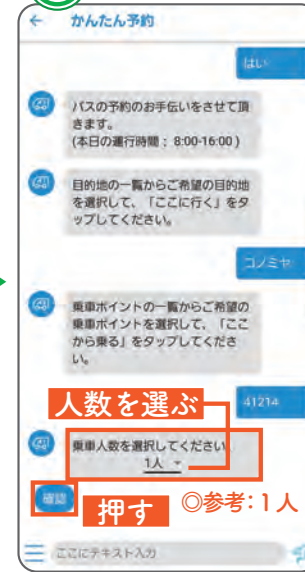 かんたん予約
はい
バスの予約のお手伝いをさせて頂
きます。
(本日の運行時間： 8:00-16:00 )
目的地の一覧からご希望の目的地
を選択して、「ここに行く」をタ
ップしてください。
コノミヤ
乗車ポイントの一覧からご希望の
乗車ポイントを選択して、「ここ
から乗る」をタップしてくださ
い。
人数を選ぶ
41214
乗車人数を選択してください
1人
確認
押す
◎参考：1人
ここにテキスト入力